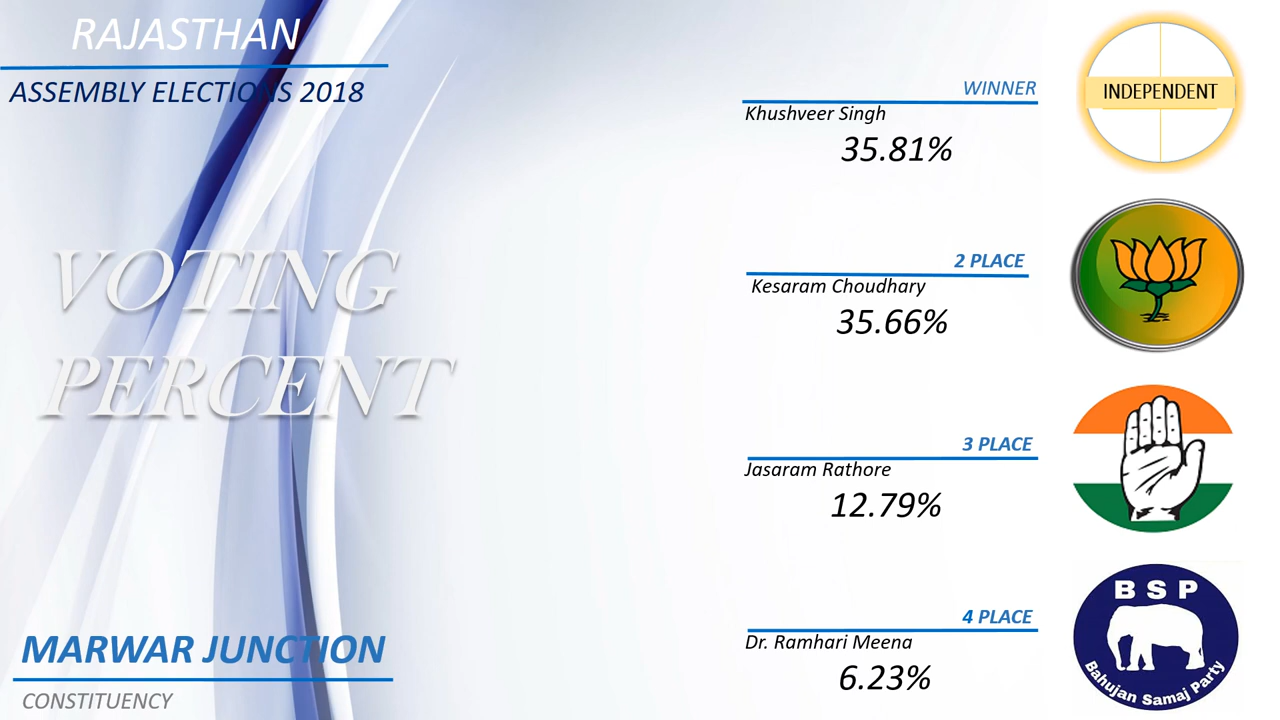 RAJASTHAN
ASSEMBLY ELECTIONS 2018
VOTING
PERCENT
MARWAR JUNCTION
CONSTITUENCY
WINNER
Khushveer Singh
35.81%
INDEPENDENT
2 PLACE
Kesaram Choudhary
35.66%
3 PLACE
Jasaram Rathore
12.79%
4 PLACE
Dr. Ramhari Meena
6.23%
BSP
Bahujan Samaj Party